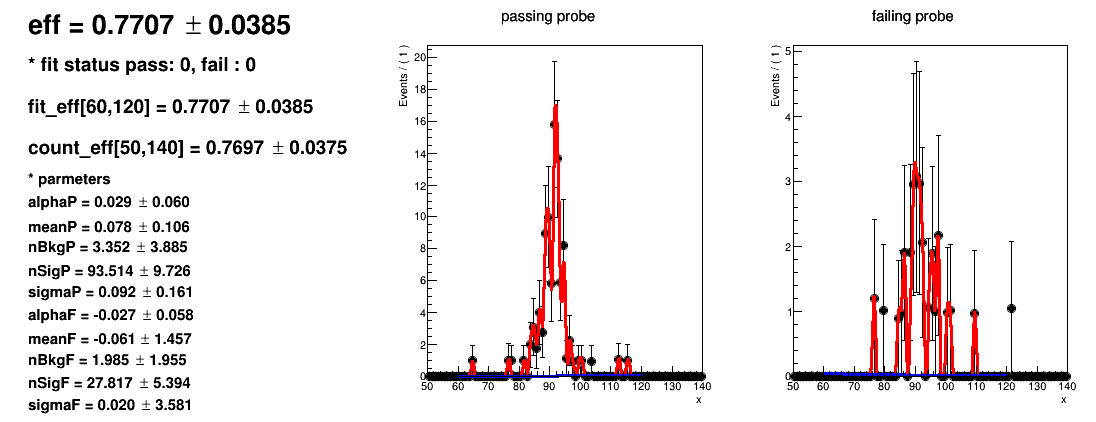 eff = 0.7707 ± 0.0385
* fit status pass: 0, fail : 0
fit_eff[60,120] = 0.7707 ± 0.0385
count_eff[50,140] = 0.7697 ± 0.0375
* parmeters
alphaP = 0.029 ± 0.060
meanP = 0.078 ± 0.106
nBkgP = 3.352 ± 3.885
nSigP = 93.514 ± 9.726
sigmaP = 0.092 ± 0.161
alphaF = -0.027 ± 0.058
meanF = -0.061 ± 1.457
nBkgF = 1.985 ± 1.955
nSigF = 27.817 ± 5.394
sigmaF = 0.020 ± 3.581
passing probe
Events / ( 1 )
20
18
16
14
12
10
8
6
4
2
0
50 60 70 80 90 100 110 120 130 140
x
failing probe
Events / ( 1 )
5
4
3
2
1
0
50 60 70 80 90 100 110 120 130 140
x